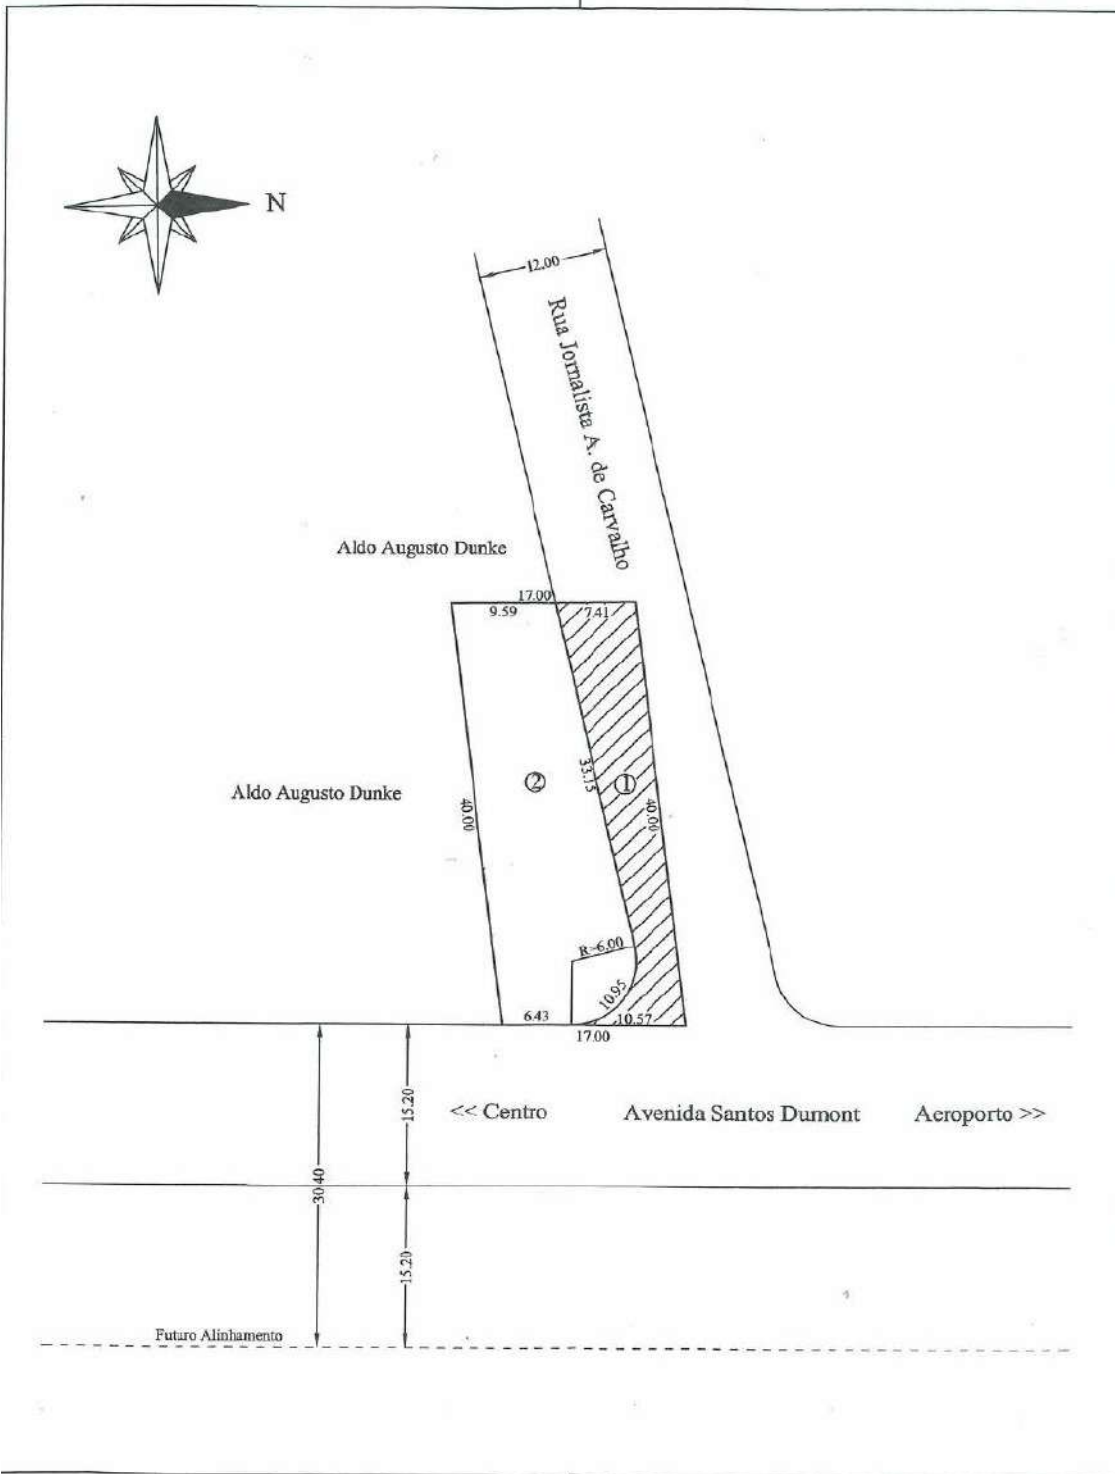 N
12.00
Rua Jornalista A. de Carvalho
Aldo Augusto Dunke
17.00
9.59
7.41
Aldo Augusto Dunke
2
33.15
1
40.00
40.00
R=6.00
10.95
6.43
10.57
17.00
<< Centro
Avenida Santos Dumont
Aeroporto >>
15.20
30.40
15.20
Futuro Alinhamento